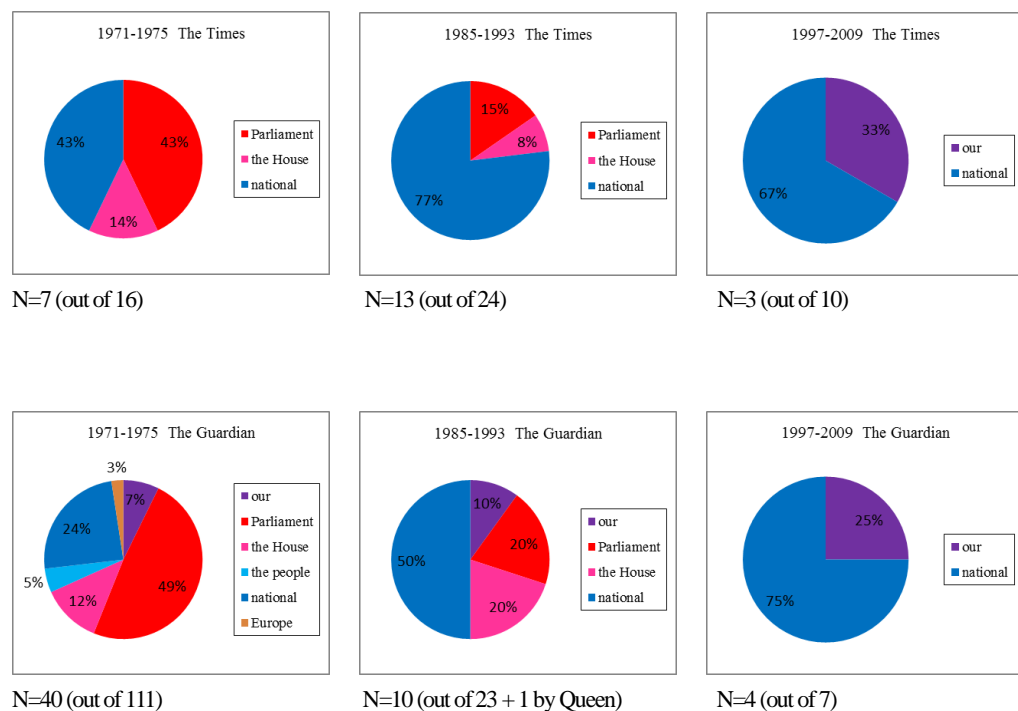 1971-1975 The Times
43%
43%
14%
Parliament
the House
national
N=7 (out of 16)
1985-1993 The Times
15%
8%
77%
Parliament
the House
national
N=13 (out of 24)
1997-2009 The Times
33%
67%
our
national
N=3 (out of 10)
1971-1975 The Guardian
3%
7%
24%
5%
12%
49%
our
Parliament
the House
the people
national
Europe
N=40 (out of 111)
1985-1993 The Guardian
10%
20%
50%
20%
our
Parliament
the House
national
N=10 (out of 23 + 1 by Queen)
1997-2009 The Guardian
25%
75%
our
national
N=4 (out of 7)